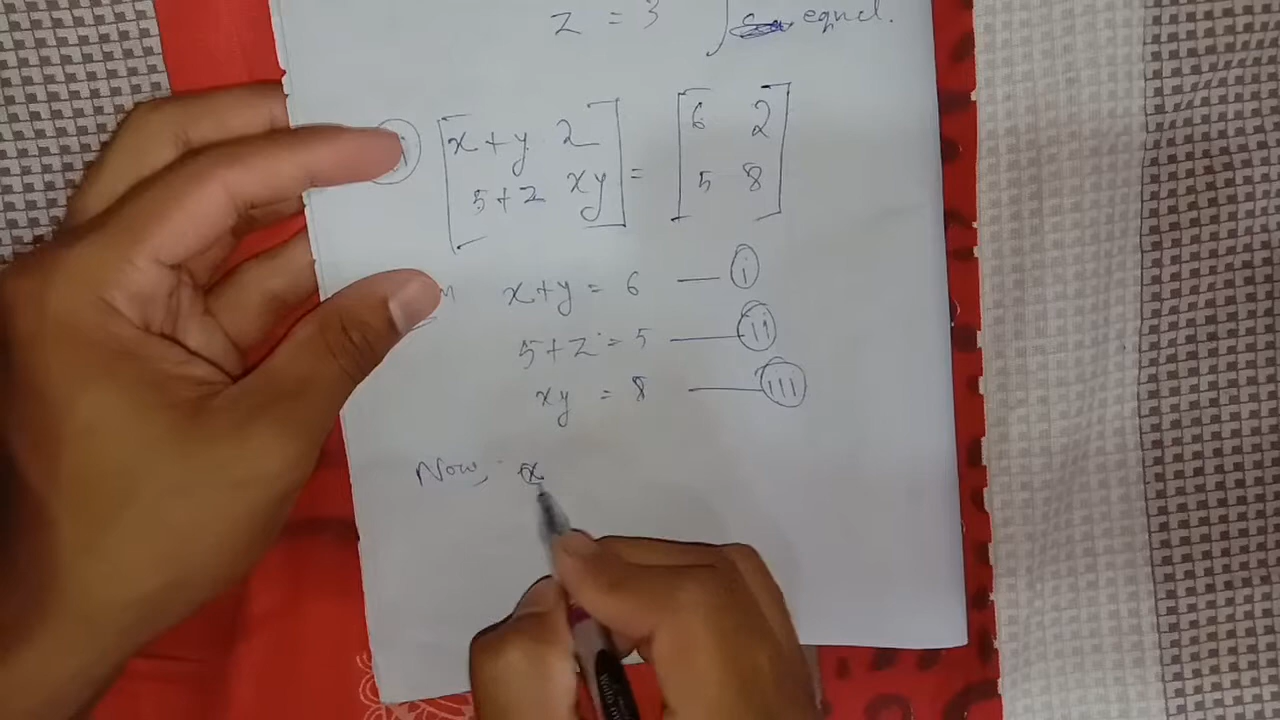 z = 3 equal.
[x+y 2] = [6 2]
[5+z xy] [5 8]
x+y = 6 — (i)
5+z = 5 — (ii)
xy = 8 — (iii)
Now, x